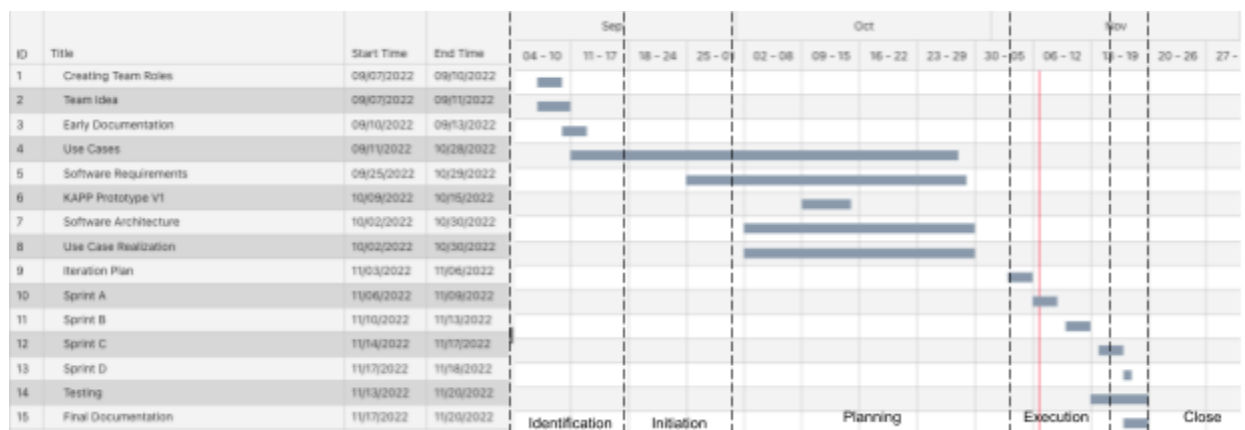 Sep Oct Nov
ID Title Start Time End Time 04 - 10 11 - 17 18 - 24 25 - 01 02 - 08 09 - 15 16 - 22 23 - 29 30 - 05 06 - 12 13 - 19 20 - 26 27 -
1 Creating Team Roles 09/07/2022 09/10/2022
2 Team Idea 09/07/2022 09/11/2022
3 Early Documentation 09/10/2022 09/13/2022
4 Use Cases 09/11/2022 10/28/2022
5 Software Requirements 09/25/2022 10/29/2022
6 KAPP Prototype V1 10/09/2022 10/15/2022
7 Software Architecture 10/02/2022 10/30/2022
8 Use Case Realization 10/02/2022 10/30/2022
9 Iteration Plan 11/03/2022 11/06/2022
10 Sprint A 11/06/2022 11/09/2022
11 Sprint B 11/10/2022 11/13/2022
12 Sprint C 11/14/2022 11/17/2022
13 Sprint D 11/17/2022 11/18/2022
14 Testing 11/13/2022 11/20/2022
15 Final Documentation 11/17/2022 11/20/2022
Identification Initiation Planning Execution Close